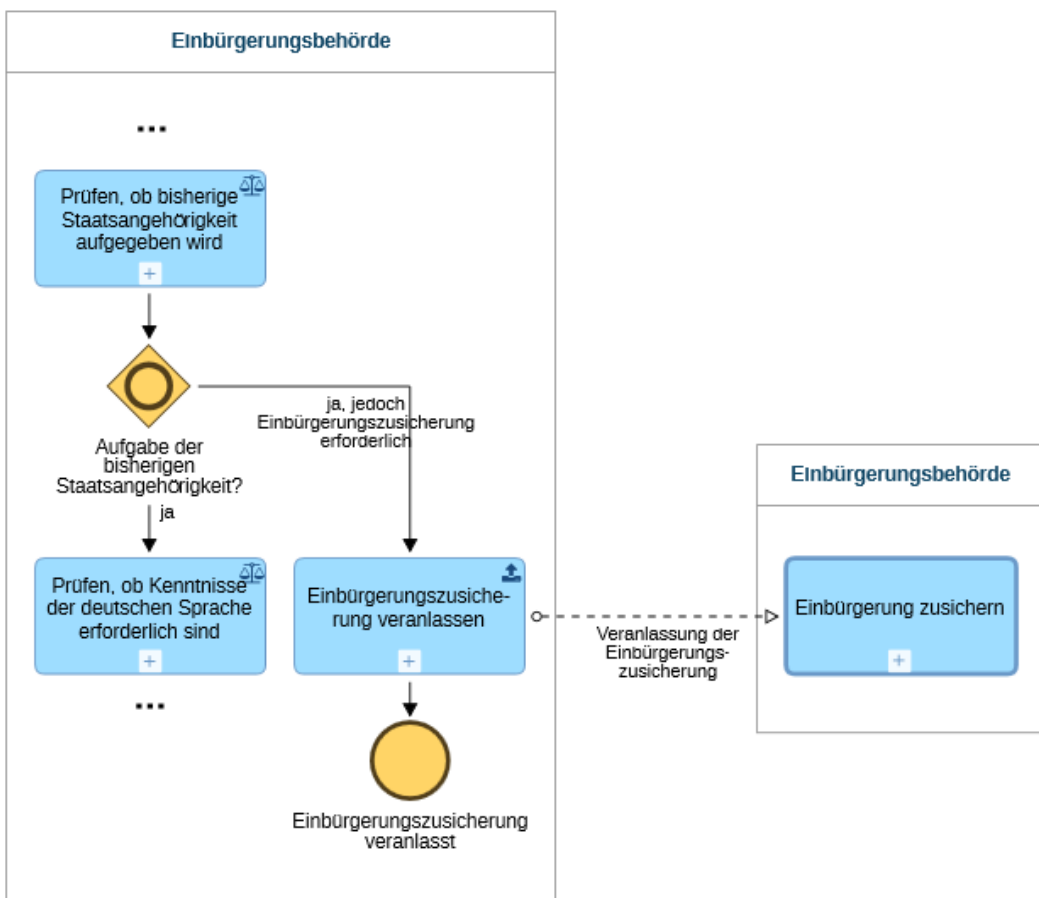 Einbürgerungsbehörde
...
Prüfen, ob bisherige
Staatsangehörigkeit
aufgegeben wird
Aufgabe der
bisherigen
Staatsangehörigkeit?
ja
ja, jedoch
Einbürgerungszusicherung
erforderlich
Prüfen, ob Kenntnisse
der deutschen Sprache
erforderlich sind
...
Einbürgerungszusiche-
rung veranlassen
Einbürgerungszusicherung
veranlasst
Veranlassung der
Einbürgerungs-
zusicherung
Einbürgerungsbehörde
Einbürgerung zusichern